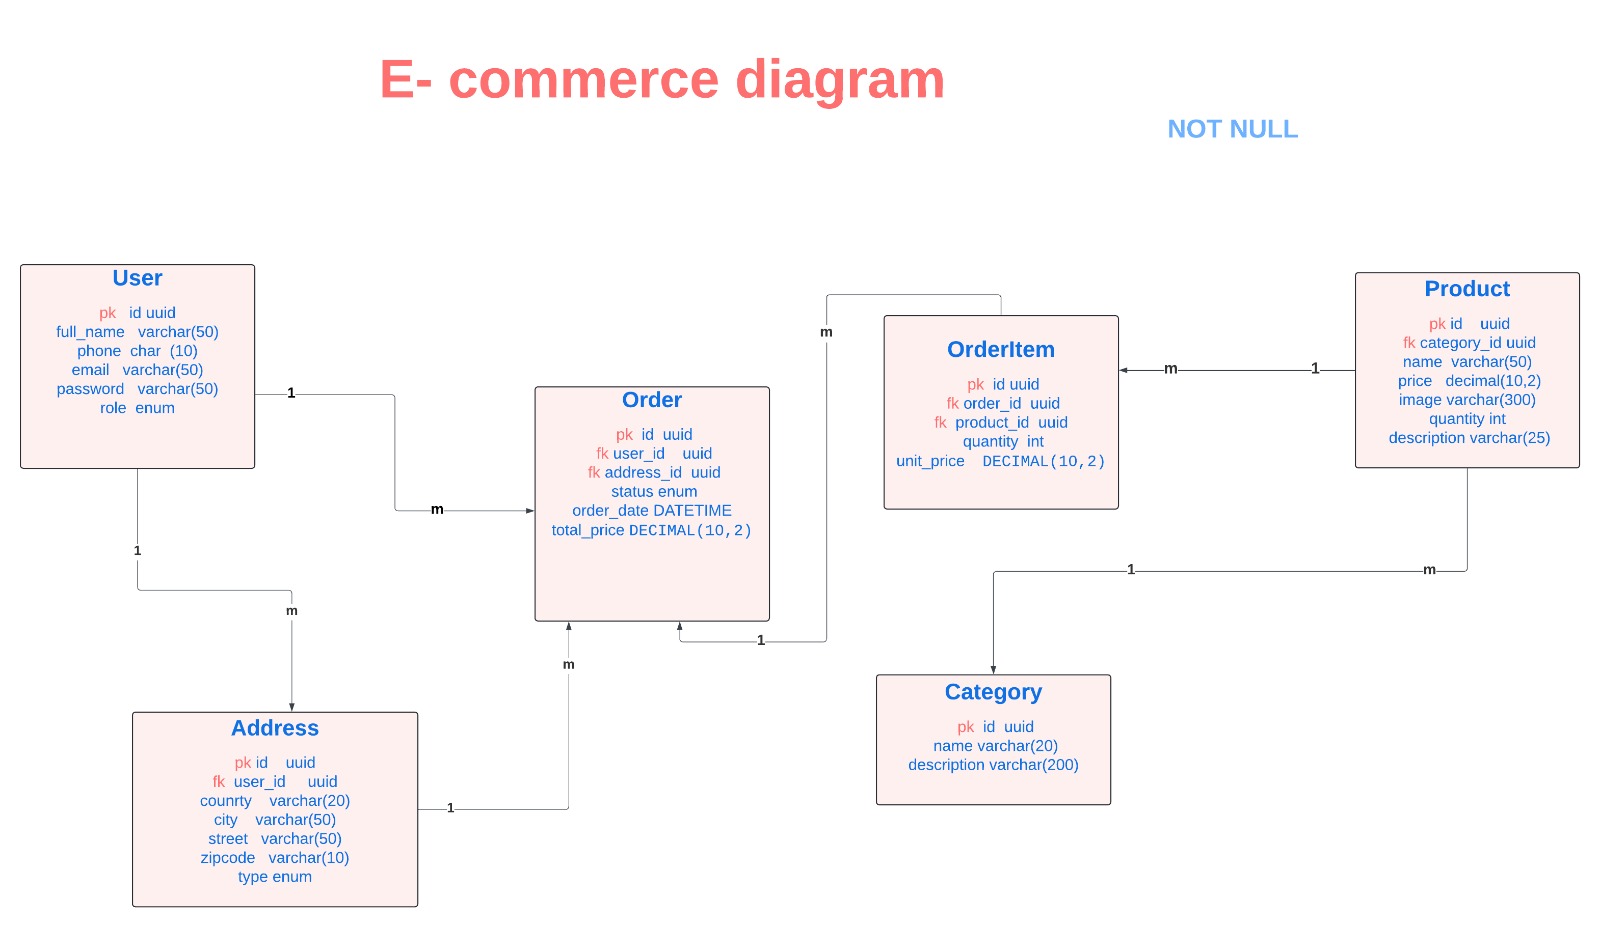 E- commerce diagram
NOT NULL
User
pk id uuid
full_name varchar(50)
phone char (10)
email varchar(50)
password varchar(50)
role enum
1
m
1
m
Order
pk id uuid
fk user_id uuid
fk address_id uuid
status enum
order_date DATETIME
total_price DECIMAL(10,2)
m
1
m
1
OrderItem
pk id uuid
fk order_id uuid
fk product_id uuid
quantity int
unit_price DECIMAL(10,2)
m
1
Product
pk id uuid
fk category_id uuid
name varchar(50)
price decimal(10,2)
image varchar(300)
quantity int
description varchar(25)
1
m
Address
pk id uuid
fk user_id uuid
counrty varchar(20)
city varchar(50)
street varchar(50)
zipcode varchar(10)
type enum
Category
pk id uuid
name varchar(20)
description varchar(200)